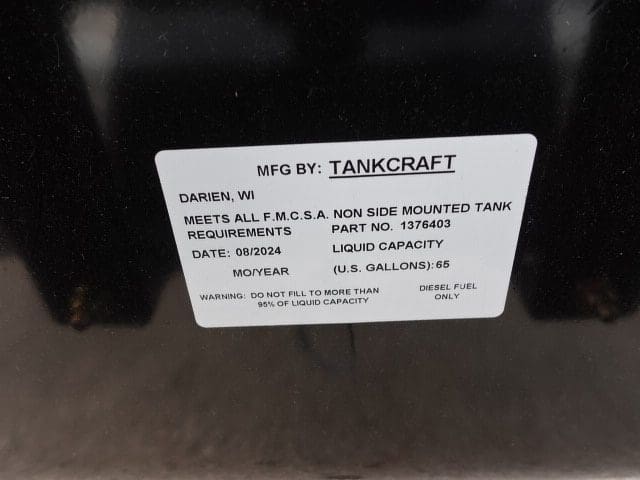 MFG BY: TANKCRAFT
DARIEN, WI
MEETS ALL F.M.C.S.A. NON SIDE MOUNTED TANK
REQUIREMENTS PART NO. 1376403
DATE: 08/2024 LIQUID CAPACITY
MO/YEAR (U.S. GALLONS): 65
WARNING: DO NOT FILL TO MORE THAN DIESEL FUEL
95% OF LIQUID CAPACITY ONLY